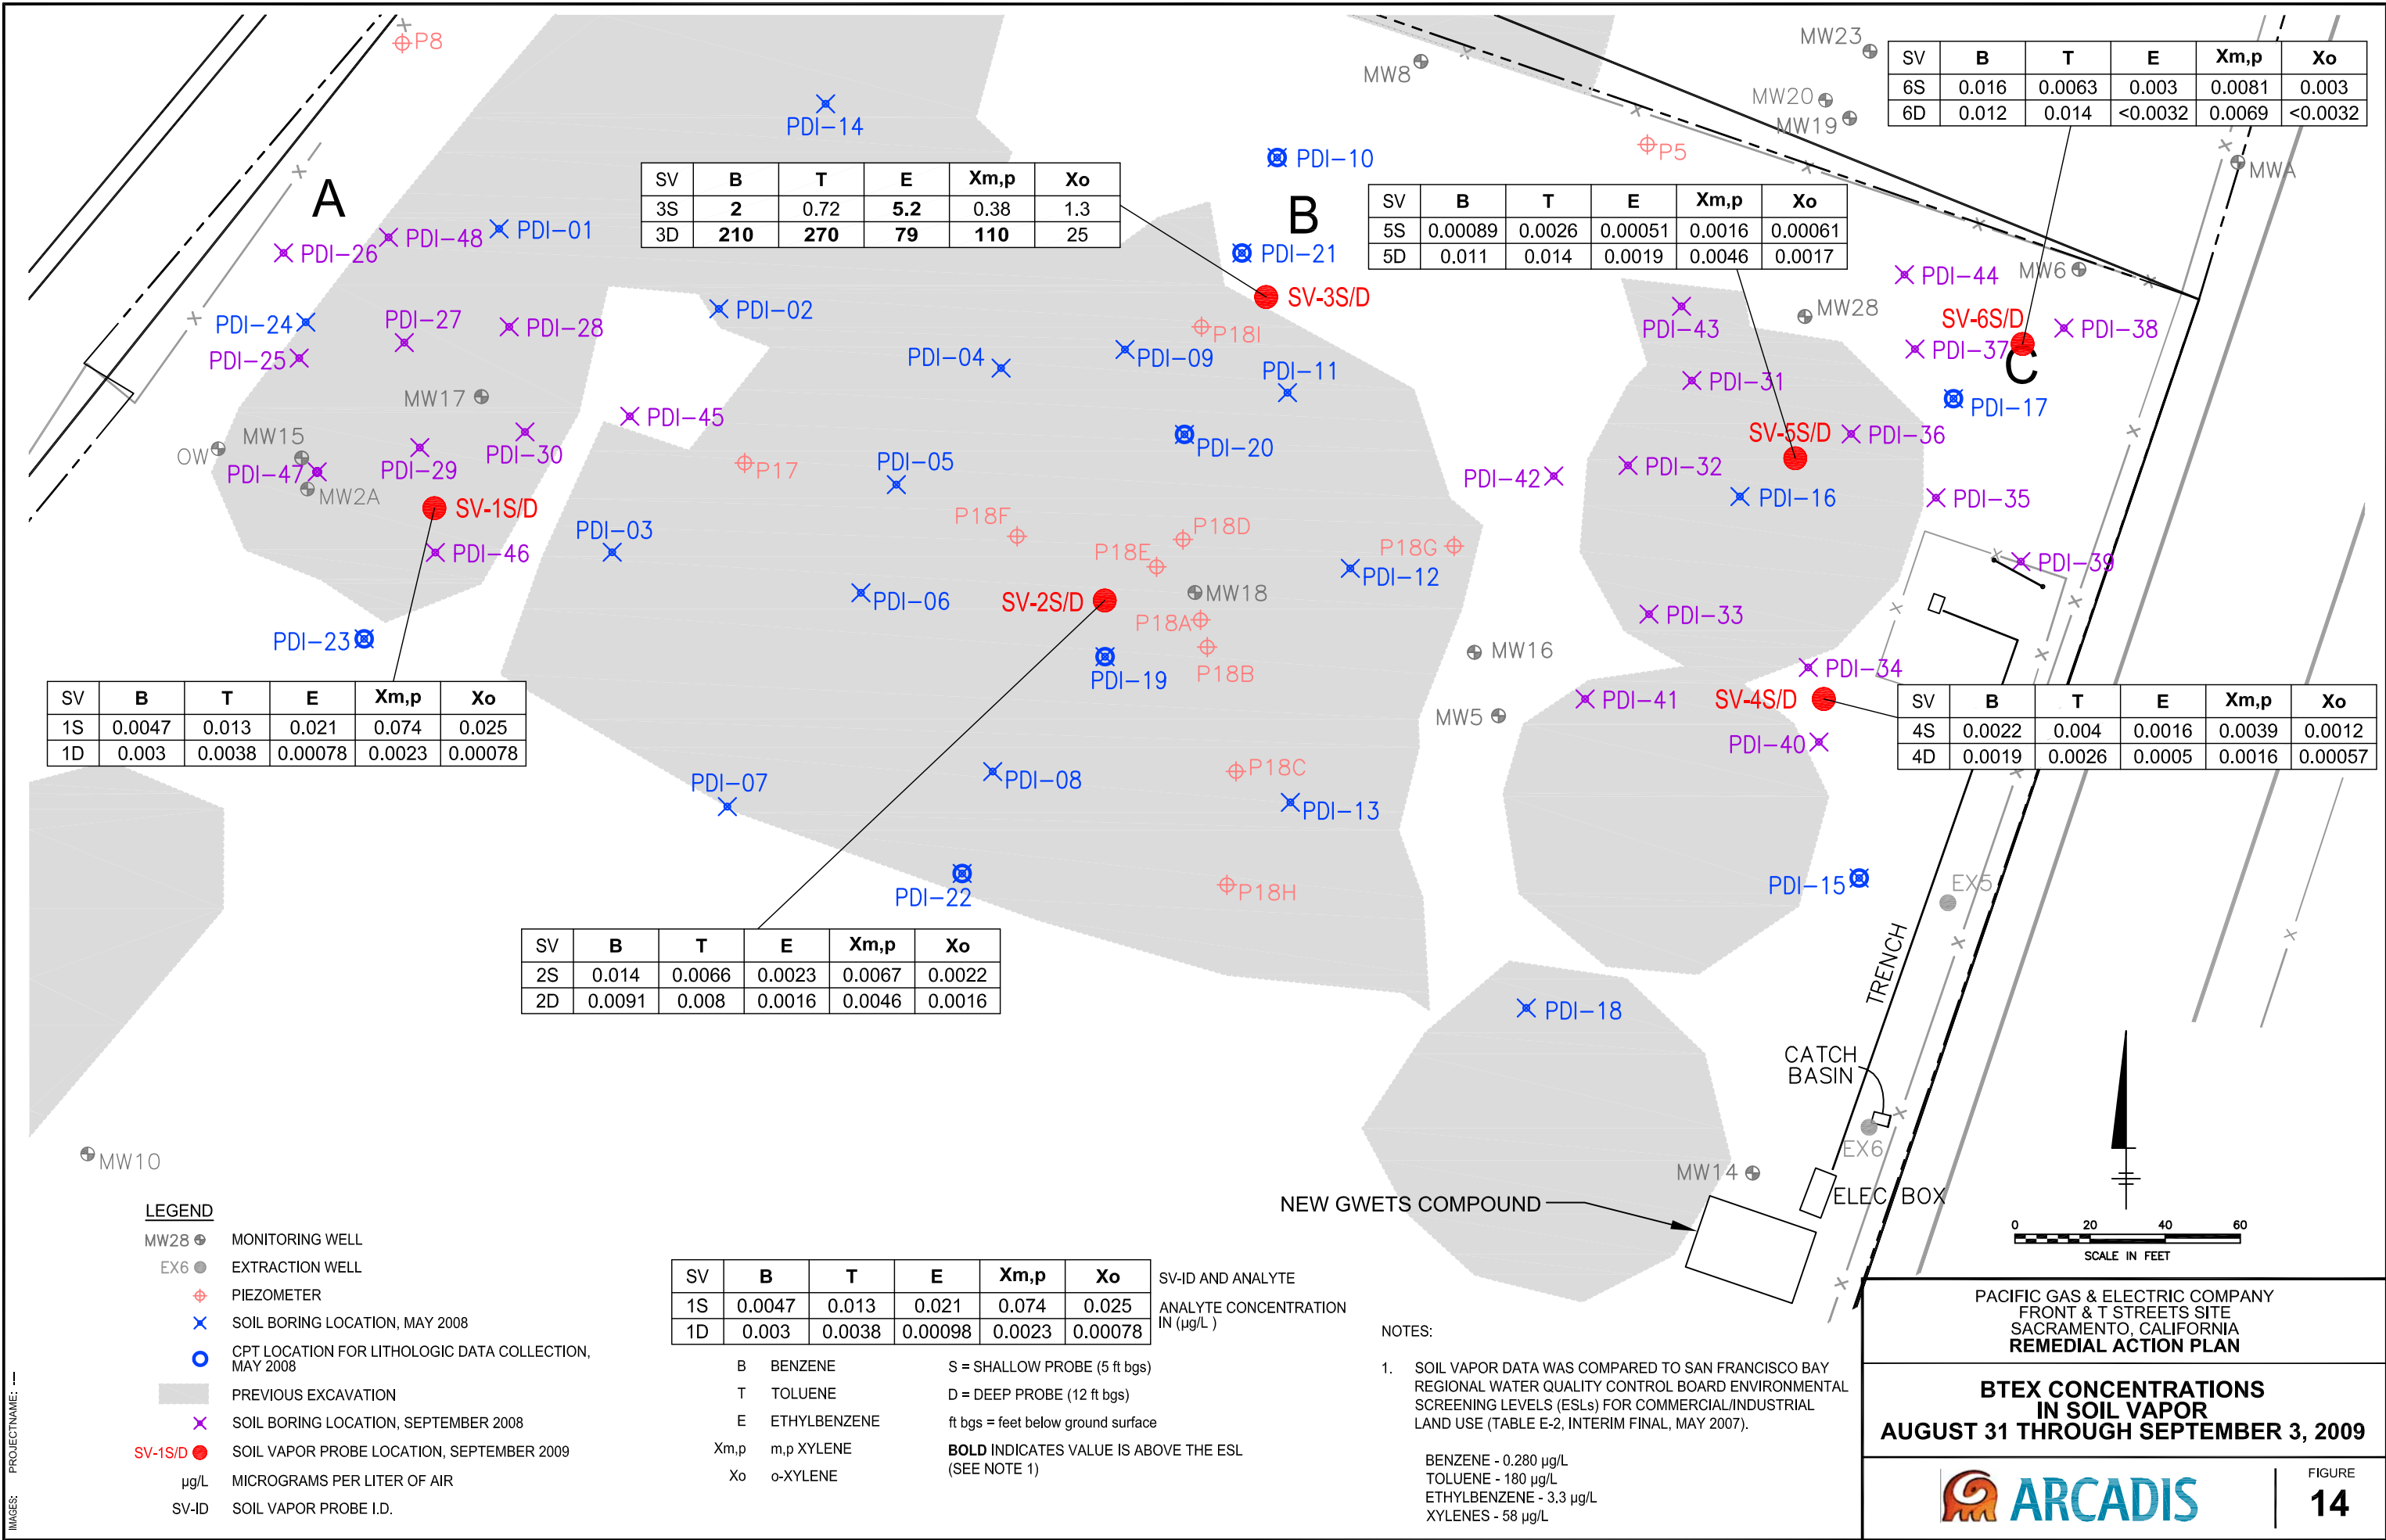 P8
PDI-14
MW8
MW23
MW20
MW19
P5
MWA
SV B T E Xm,p Xo
6S 0.016 0.0063 0.003 0.0081 0.003
6D 0.012 0.014 <0.0032 0.0069 <0.0032
PDI-10
A
SV B T E Xm,p Xo
3S 2 0.72 5.2 0.38 1.3
3D 210 270 79 110 25
B
SV B T E Xm,p Xo
5S 0.00089 0.0026 0.00051 0.0016 0.00061
5D 0.011 0.014 0.0019 0.0046 0.0017
PDI-26
PDI-48
PDI-01
PDI-21
PDI-44
MW6
SV-3S/D
PDI-24
PDI-27
PDI-28
PDI-02
P18I
PDI-43
MW28
SV-6S/D
PDI-38
PDI-25
PDI-04
PDI-09
PDI-11
PDI-31
PDI-37
C
MW17
PDI-45
PDI-17
OW
MW15
PDI-47
MW2A
PDI-29
PDI-30
P17
PDI-05
PDI-20
PDI-42
PDI-32
SV-5S/D
PDI-36
PDI-16
PDI-35
SV-1S/D
PDI-46
PDI-03
P18F
P18D
P18E
P18G
PDI-12
PDI-39
PDI-23
PDI-06
SV-2S/D
MW18
P18A
P18B
PDI-19
PDI-33
MW16
PDI-34
MW5
PDI-41
SV-4S/D
PDI-40
SV B T E Xm,p Xo
1S 0.0047 0.013 0.021 0.074 0.025
1D 0.003 0.0038 0.00078 0.0023 0.00078
SV B T E Xm,p Xo
4S 0.0022 0.004 0.0016 0.0039 0.0012
4D 0.0019 0.0026 0.0005 0.0016 0.00057
PDI-07
PDI-08
P18C
PDI-13
PDI-22
P18H
PDI-15
EX5
SV B T E Xm,p Xo
2S 0.014 0.0066 0.0023 0.0067 0.0022
2D 0.0091 0.008 0.0016 0.0046 0.0016
PDI-18
TRENCH
CATCH
BASIN
EX6
MW10
MW14
ELEC BOX
NEW GWETS COMPOUND
0 20 40 60
SCALE IN FEET
LEGEND
MW28 MONITORING WELL
EX6 EXTRACTION WELL
PIEZOMETER
SOIL BORING LOCATION, MAY 2008
CPT LOCATION FOR LITHOLOGIC DATA COLLECTION,
MAY 2008
PREVIOUS EXCAVATION
SOIL BORING LOCATION, SEPTEMBER 2008
SV-1S/D SOIL VAPOR PROBE LOCATION, SEPTEMBER 2009
µg/L MICROGRAMS PER LITER OF AIR
SV-ID SOIL VAPOR PROBE I.D.
SV B T E Xm,p Xo
1S 0.0047 0.013 0.021 0.074 0.025
1D 0.003 0.0038 0.00098 0.0023 0.00078
SV-ID AND ANALYTE
ANALYTE CONCENTRATION
IN (µg/L )
B BENZENE
T TOLUENE
E ETHYLBENZENE
Xm,p m,p XYLENE
Xo o-XYLENE
S = SHALLOW PROBE (5 ft bgs)
D = DEEP PROBE (12 ft bgs)
ft bgs = feet below ground surface
BOLD INDICATES VALUE IS ABOVE THE ESL
(SEE NOTE 1)
NOTES:
1. SOIL VAPOR DATA WAS COMPARED TO SAN FRANCISCO BAY
REGIONAL WATER QUALITY CONTROL BOARD ENVIRONMENTAL
SCREENING LEVELS (ESLs) FOR COMMERCIAL/INDUSTRIAL
LAND USE (TABLE E-2, INTERIM FINAL, MAY 2007).
BENZENE - 0.280 µg/L
TOLUENE - 180 µg/L
ETHYLBENZENE - 3,3 µg/L
XYLENES - 58 µg/L
PACIFIC GAS & ELECTRIC COMPANY
FRONT & T STREETS SITE
SACRAMENTO, CALIFORNIA
REMEDIAL ACTION PLAN
BTEX CONCENTRATIONS
IN SOIL VAPOR
AUGUST 31 THROUGH SEPTEMBER 3, 2009
ARCADIS
FIGURE
14
IMAGES: PROJECTNAME: ---